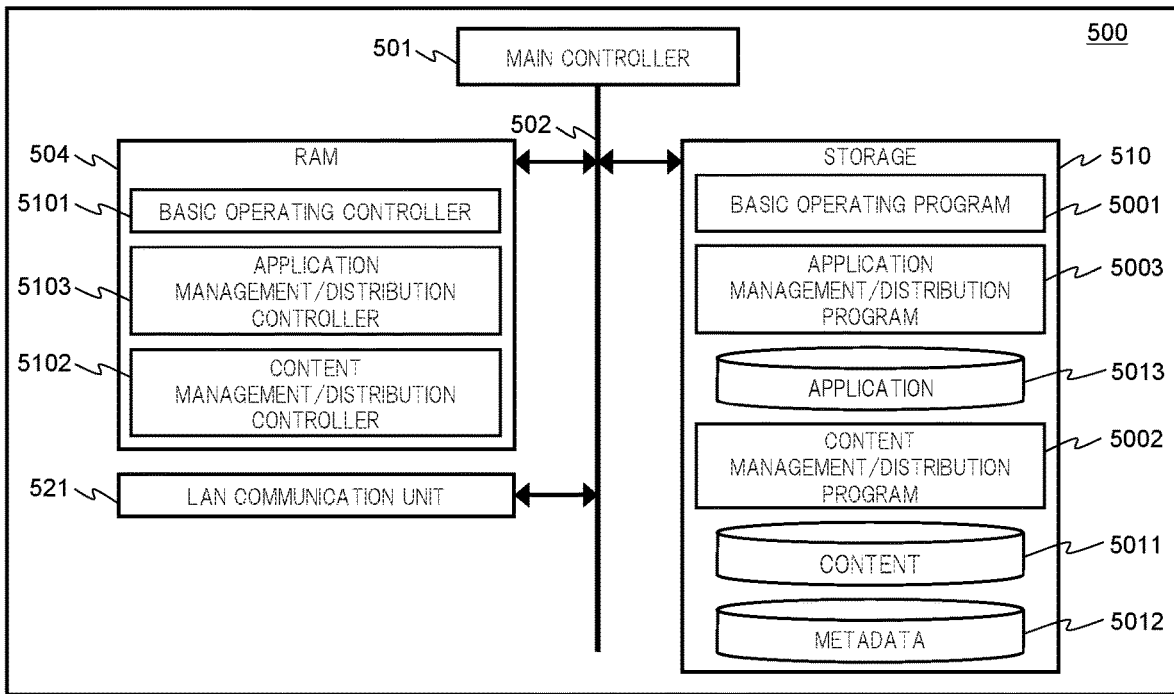 500
501
MAIN CONTROLLER
502
504
RAM
5101
BASIC OPERATING CONTROLLER
5103
APPLICATION
MANAGEMENT/DISTRIBUTION
CONTROLLER
5102
CONTENT
MANAGEMENT/DISTRIBUTION
CONTROLLER
521
LAN COMMUNICATION UNIT
STORAGE
510
BASIC OPERATING PROGRAM
5001
APPLICATION
MANAGEMENT/DISTRIBUTION
PROGRAM
5003
APPLICATION
5013
CONTENT
MANAGEMENT/DISTRIBUTION
PROGRAM
5002
CONTENT
5011
METADATA
5012